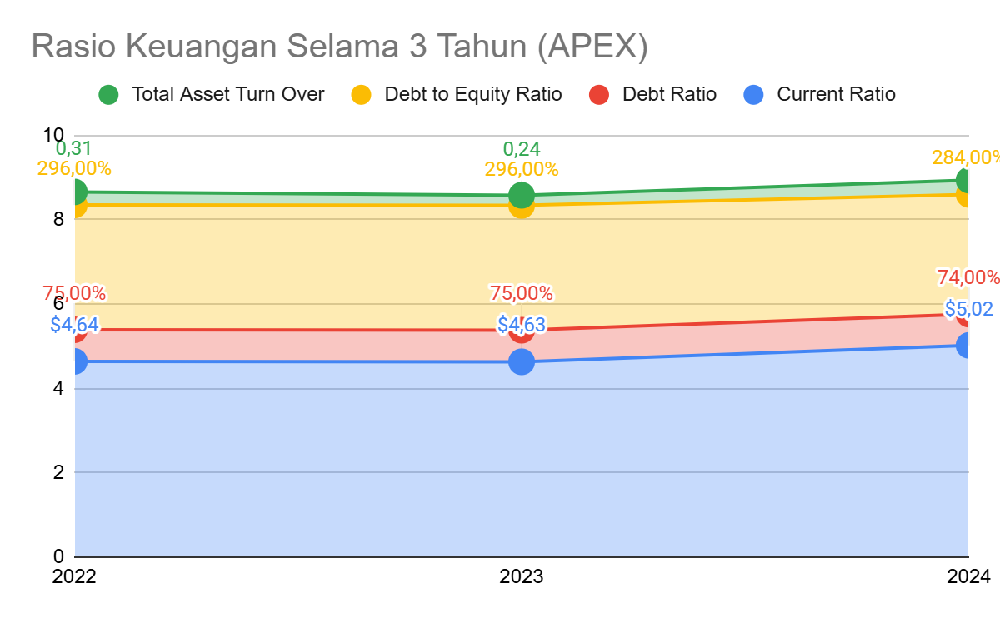 Rasio Keuangan Selama 3 Tahun (APEX)
Total Asset Turn Over Debt to Equity Ratio Debt Ratio Current Ratio
10
0,31 0,24
296,00% 296,00% 284,00%
8
75,00% 75,00% 74,00%
6
$4,64 $4,63 $5,02
4
2
0
2022 2023 2024